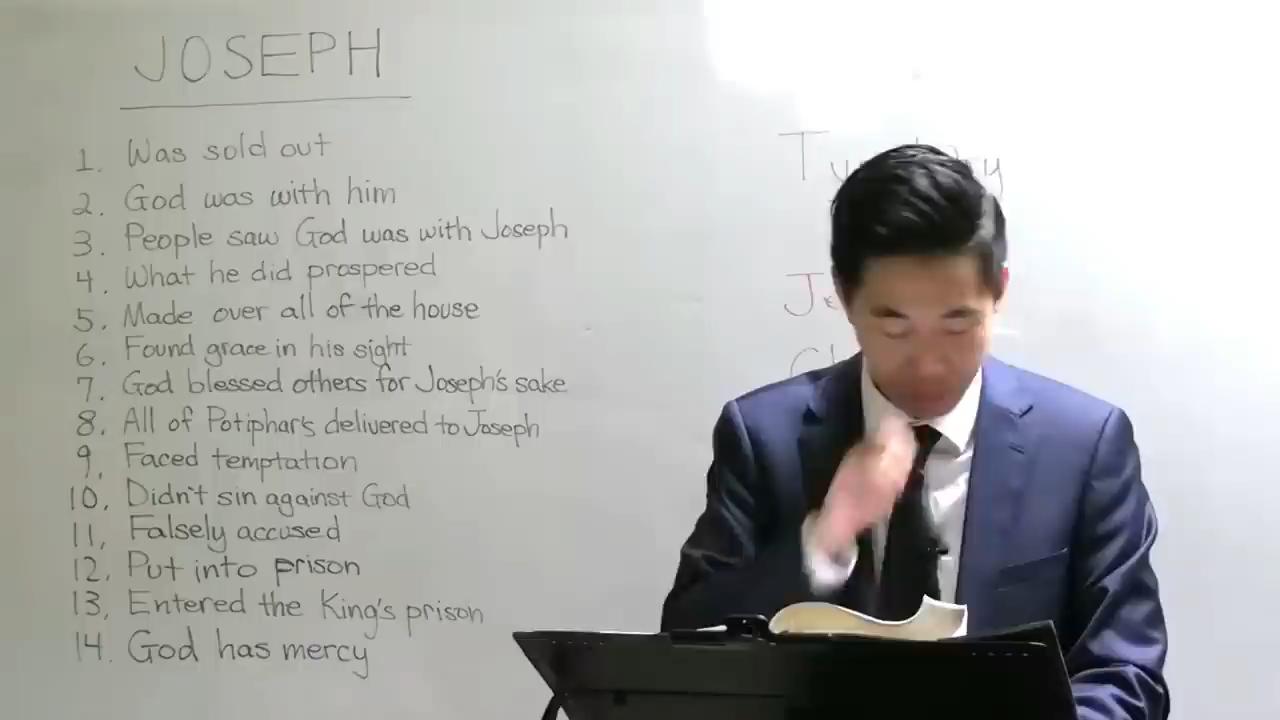 JOSEPH
1. Was sold out
2. God was with him
3. People saw God was with Joseph
4. What he did prospered
5. Made over all of the house
6. Found grace in his sight
7. God blessed others for Joseph's sake
8. All of Potiphar's delivered to Joseph
9. Faced temptation
10. Didn't sin against God
11. Falsely accused
12. Put into prison
13. Entered the King's prison
14. God has mercy